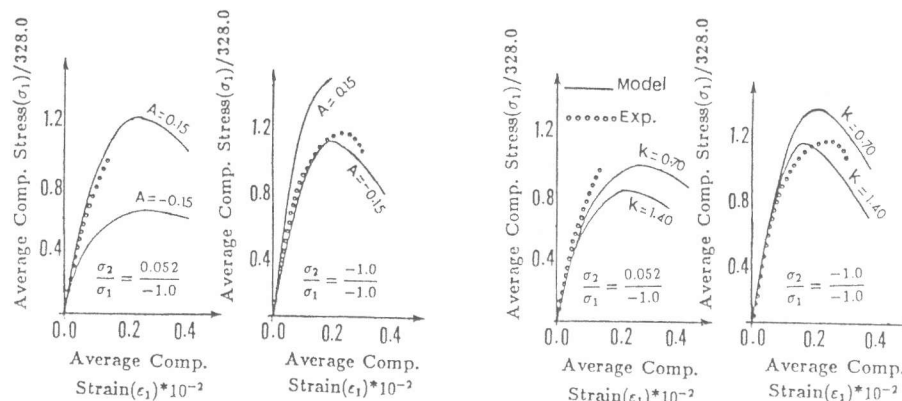 Average Comp. Stress(σ₁)/328.0
1.2
0.8
0.4
0.0
0.2
0.4
A=0.15
A=-0.15
σ₂/σ₁ = 0.052/-1.0
Average Comp.
Strain(ε₁)*10⁻²
Average Comp. Stress(σ₁)/328.0
1.2
0.8
0.4
0.0
0.2
0.4
A=0.15
A=-0.15
σ₂/σ₁ = -1.0/-1.0
Average Comp.
Strain(ε₁)*10⁻²
Average Comp. Stress(σ₁)/328.0
Model
Exp.
1.2
0.8
0.4
0.0
0.2
0.4
k=0.70
k=1.40
σ₂/σ₁ = 0.052/-1.0
Average Comp.
Strain(ε₁)*10⁻²
Average Comp. Stress(σ₁)/328.0
1.2
0.8
0.4
0.0
0.2
0.4
k=0.70
K=1.40
σ₂/σ₁ = -1.0/-1.0
Average Comp.
Strain(ε₁)*10⁻²